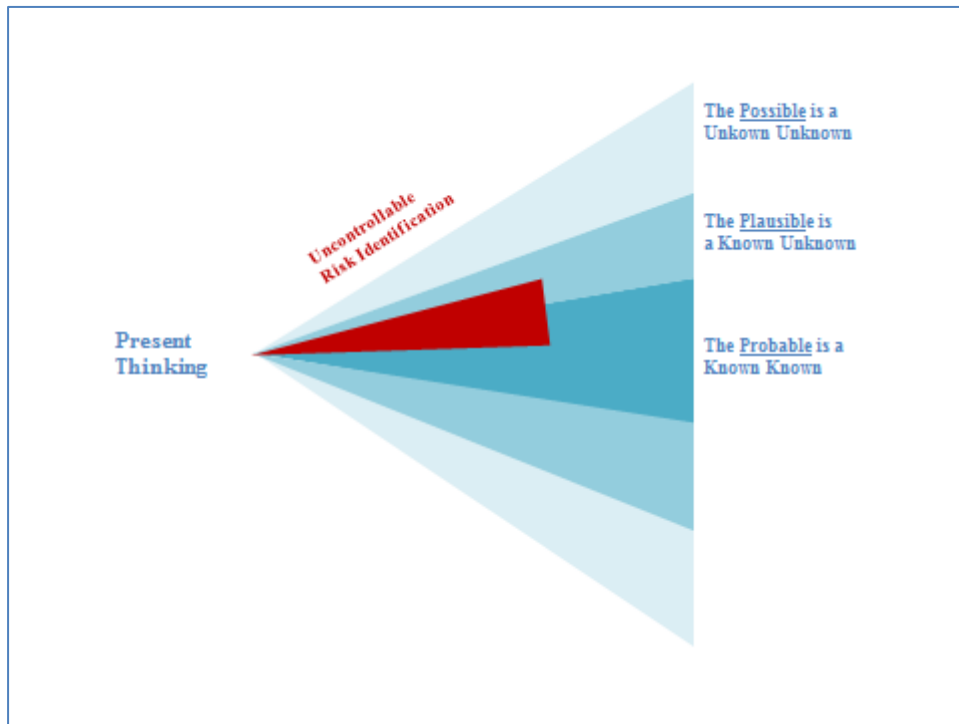 The Possible is a
Unkown Unknown
Uncontrollable
Risk Identification
The Plausible is
a Known Unknown
Present
Thinking
The Probable is a
Known Known